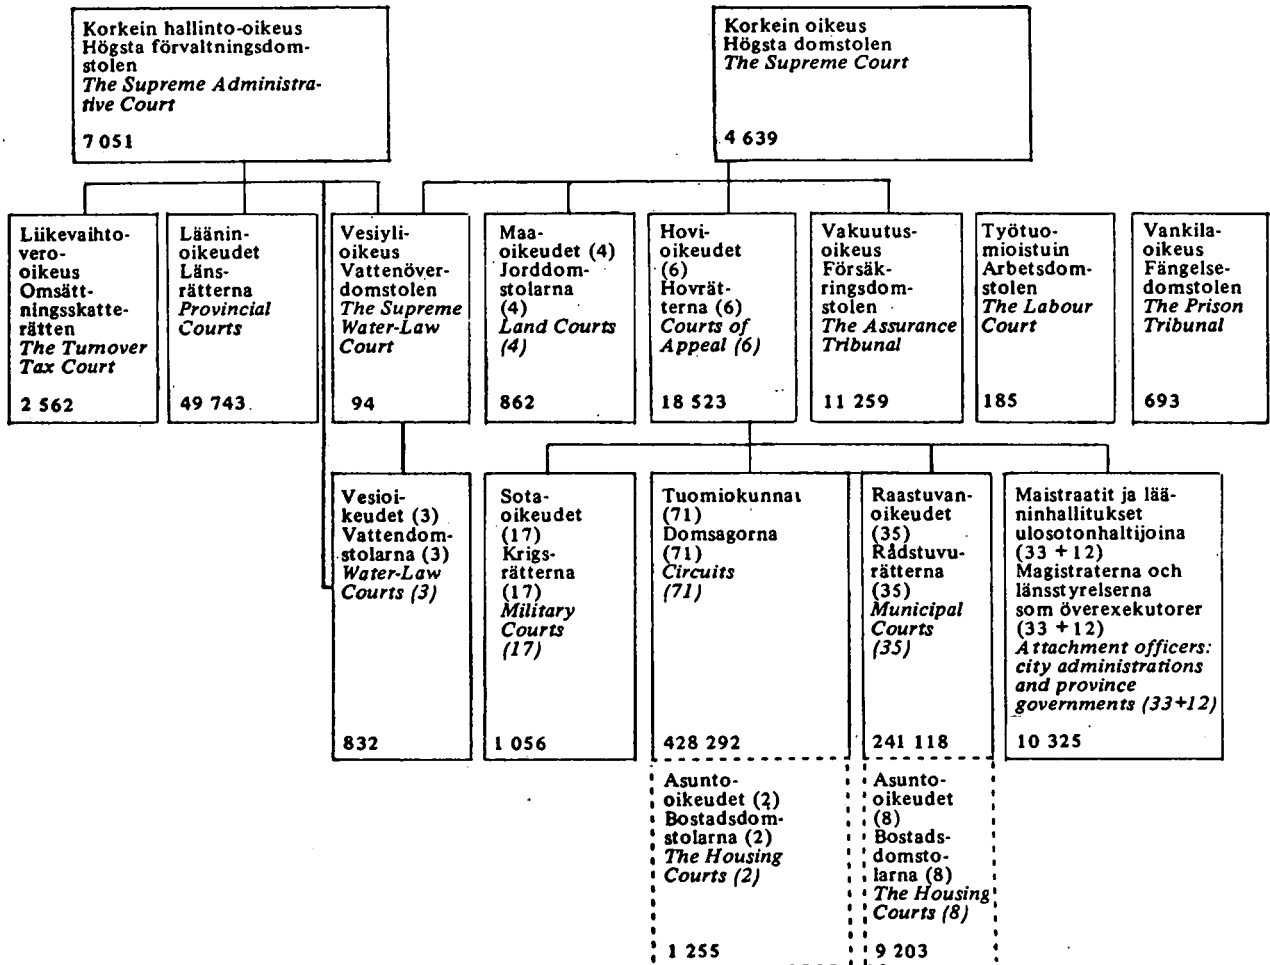 Korkein hallinto-oikeus
Högsta förvaltningsdom-
stolen
The Supreme Administra-
tive Court
7 051
Korkein oikeus
Högsta domstolen
The Supreme Court
4 639
Liikevaihto-
vero-
oikeus
Omsätt-
ningsskatte-
rätten
The Turnover
Tax Court
2 562
Läänin-
oikeudet
Läns-
rätterna
Provincial
Courts
49 743
Vesiyli-
oikeus
Vattenöver-
domstolen
The Supreme
Water-Law
Court
94
Maa-
oikeudet (4)
Jorddom-
stolarna
(4)
Land Courts
(4)
862
Hovi-
oikeudet
(6)
Hovrät-
terna (6)
Courts of
Appeal (6)
18 523
Vakuutus-
oikeus
Försäk-
ringsdom-
stolen
The Assurance
Tribunal
11 259
Työtuo-
mioistuin
Arbetsdom-
stolen
The Labour
Court
185
Vankila-
oikeus
Fängelse-
domstolen
The Prison
Tribunal
693
Vesioi-
keudet (3)
Vattendom-
stolarna (3)
Water-Law
Courts (3)
832
Sota-
oikeudet
(17)
Krigs-
rätterna
(17)
Military
Courts
(17)
1 056
Tuomiokunnat
(71)
Domsagorna
(71)
Circuits
(71)
428 292
Raastuvan-
oikeudet
(35)
Rådstuvu-
rätterna
(35)
Municipal
Courts
(35)
241 118
Maistraatit ja lää-
ninhallitukset
ulosotonhaltijoina
(33 + 12)
Magistraterna och
länsstyrelserna
som överexekutorer
(33 + 12)
Attachment officers:
city administrations
and province
governments (33+12)
10 325
Asunto-
oikeudet (2)
Bostadsdom-
stolarna (2)
The Housing
Courts (2)
1 255
Asunto-
oikeudet
(8)
Bostads-
domsto-
larna (8)
The Housing
Courts (8)
9 203